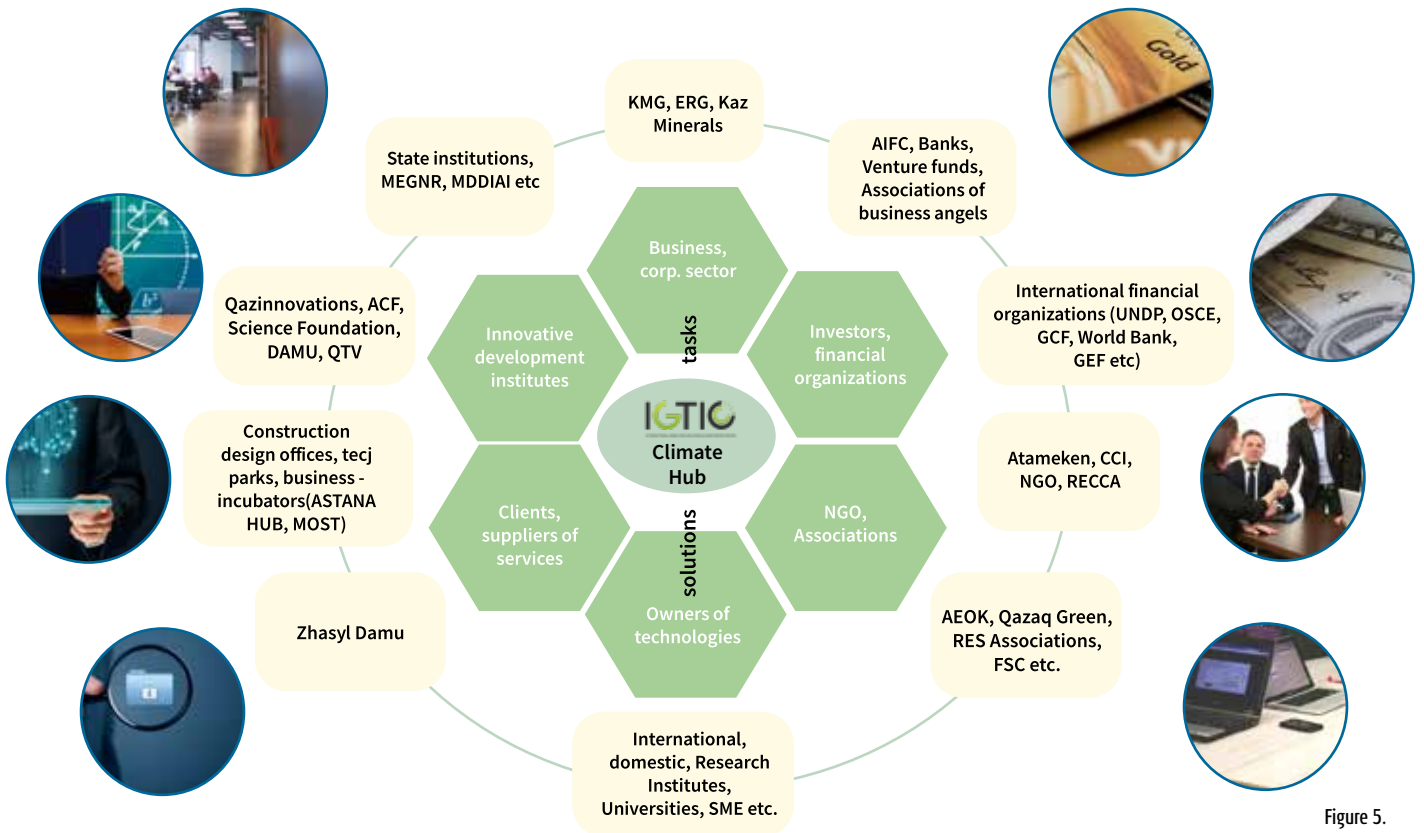 KMG, ERG, Kaz
Minerals
State institutions,
MEGNR, MDDIAI etc
AIFC, Banks,
Venture funds,
Associations of
business angels
Gold
Qazinnovations, ACF,
Science Foundation,
DAMU, QTV
International financial
organizations (UNDP, OSCE,
GCF, World Bank,
GEF etc)
Construction
design offices, tecj
parks, business -
incubators(ASTANA
HUB, MOST)
Atameken, CCI,
NGO, RECCA
Zhasyl Damu
AEOK, Qazaq Green,
RES Associations,
FSC etc.
International,
domestic, Research
Institutes,
Universities, SME etc.
Business,
corp. sector
Innovative
development
institutes
tasks
Investors,
financial
organizations
IGTIC
Climate
Hub
Clients,
suppliers of
services
solutions
NGO,
Associations
Owners of
technologies
Figure 5.